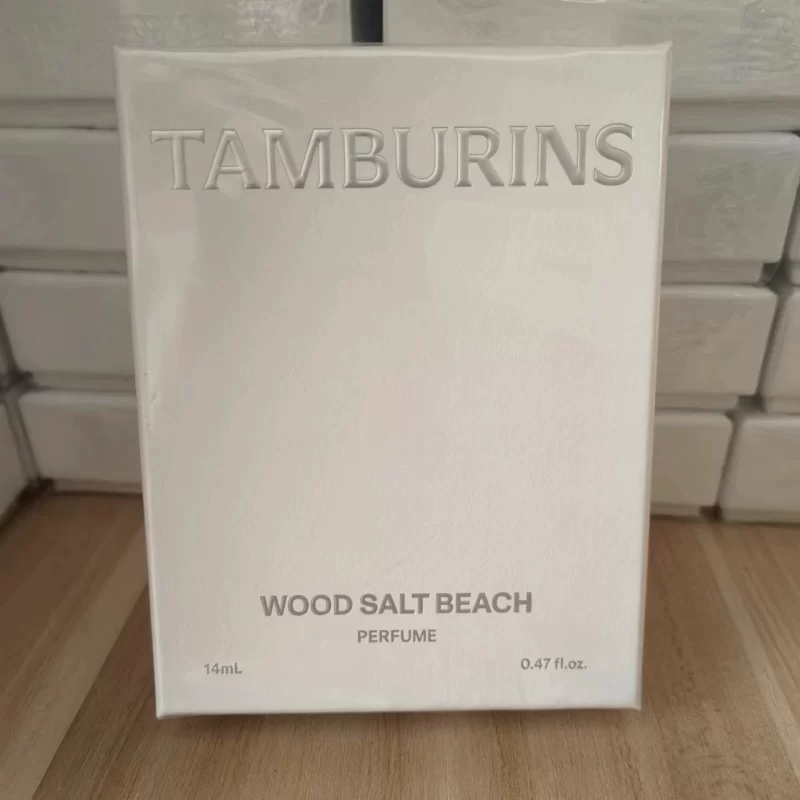 TAMBURINS
WOOD SALT BEACH
PERFUME
14mL 0.47 fl.oz.